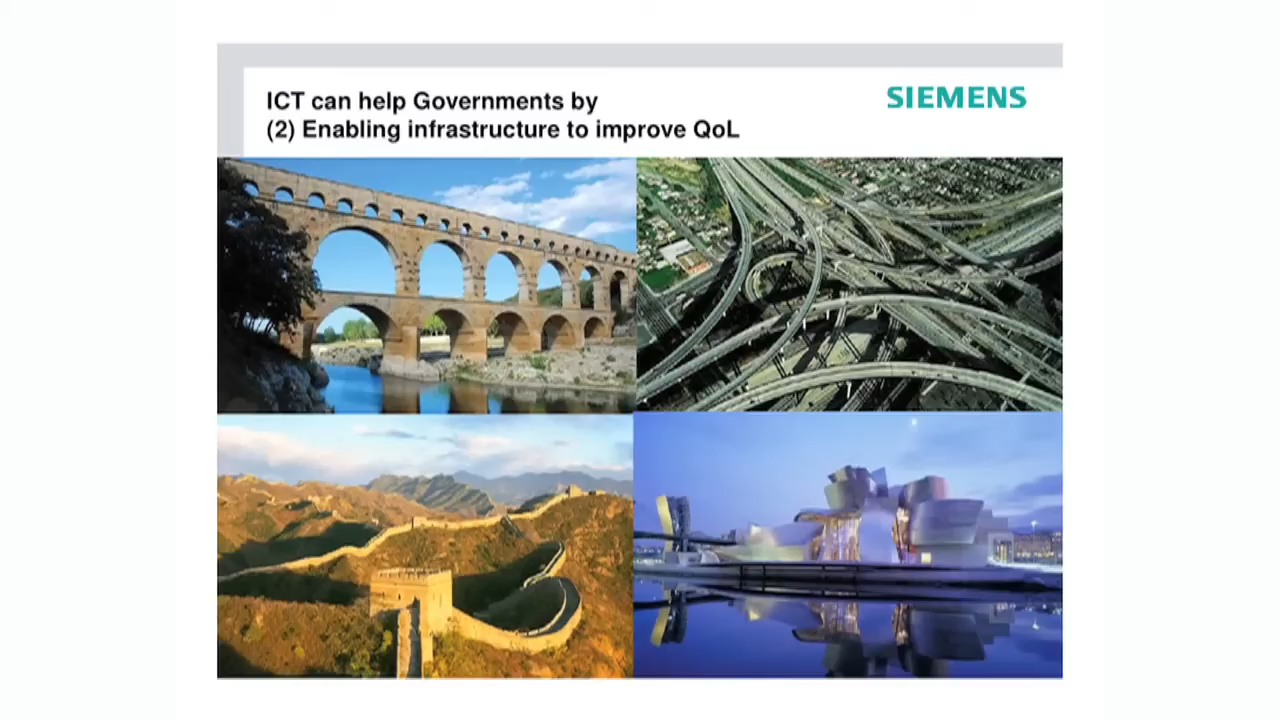 ICT can help Governments by
(2) Enabling infrastructure to improve QoL
SIEMENS